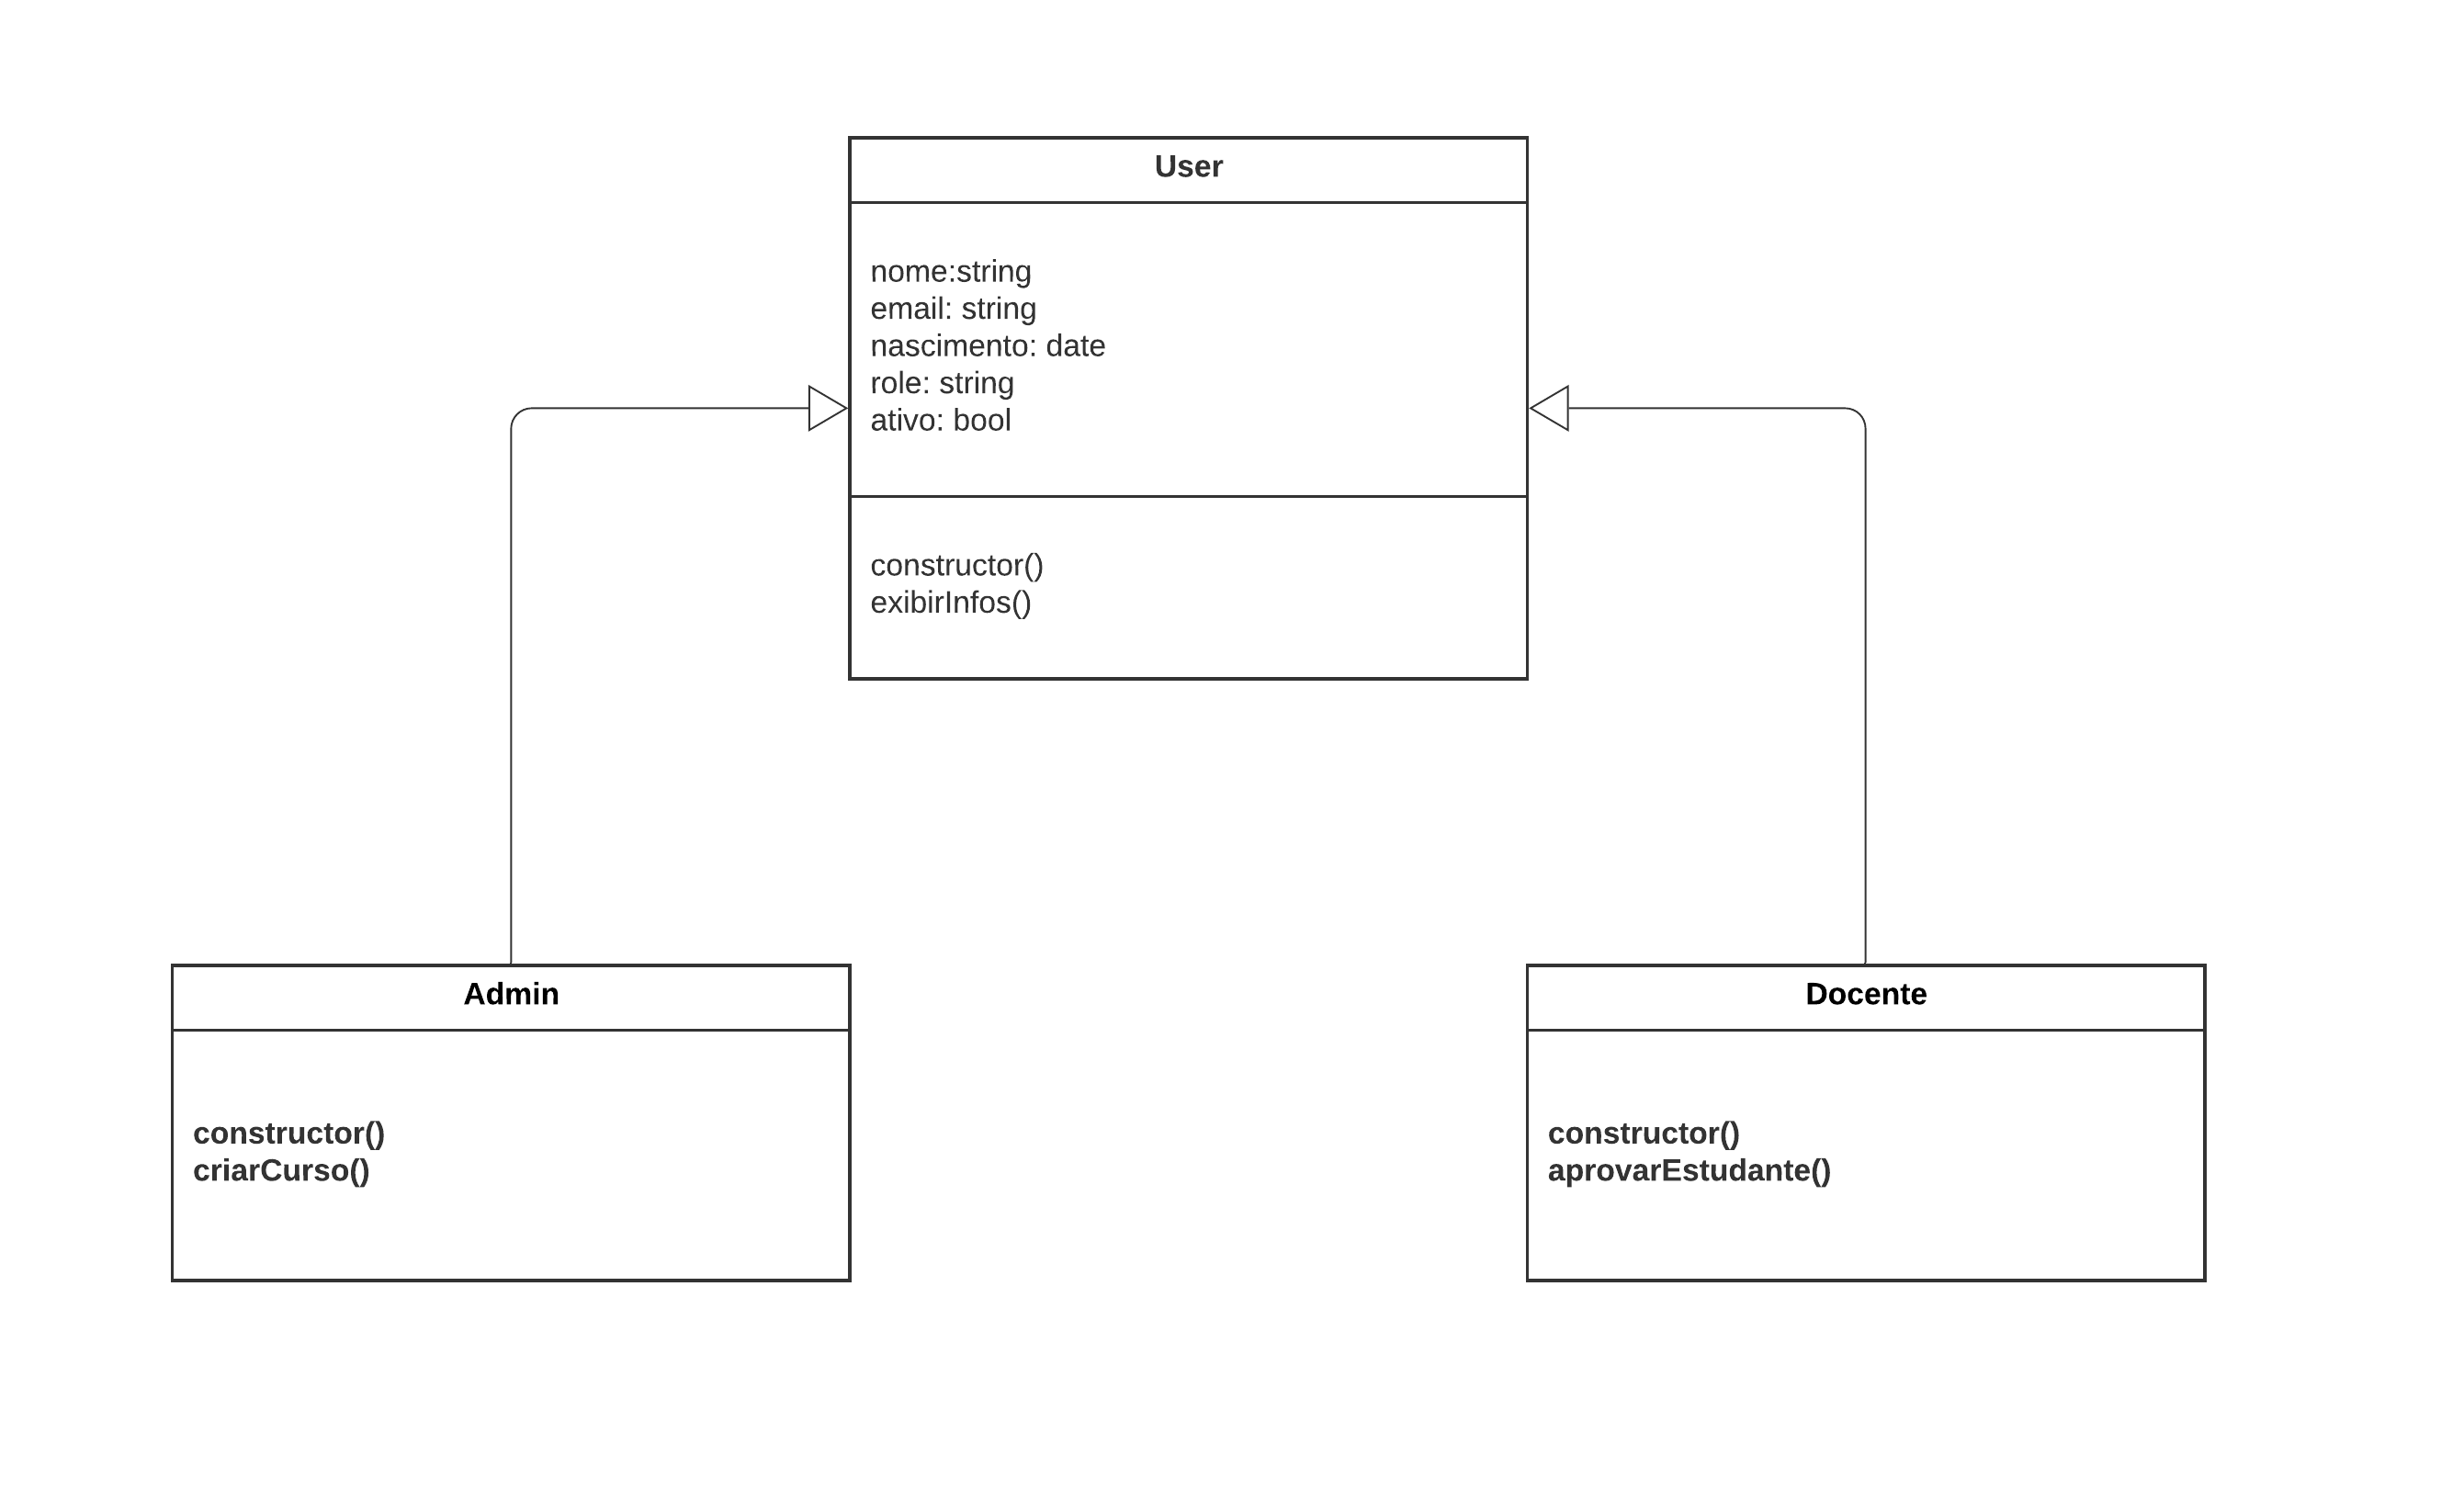 User
nome:string
email: string
nascimento: date
role: string
ativo: bool
constructor()
exibirInfos()
Admin
constructor()
criarCurso()
Docente
constructor()
aprovarEstudante()